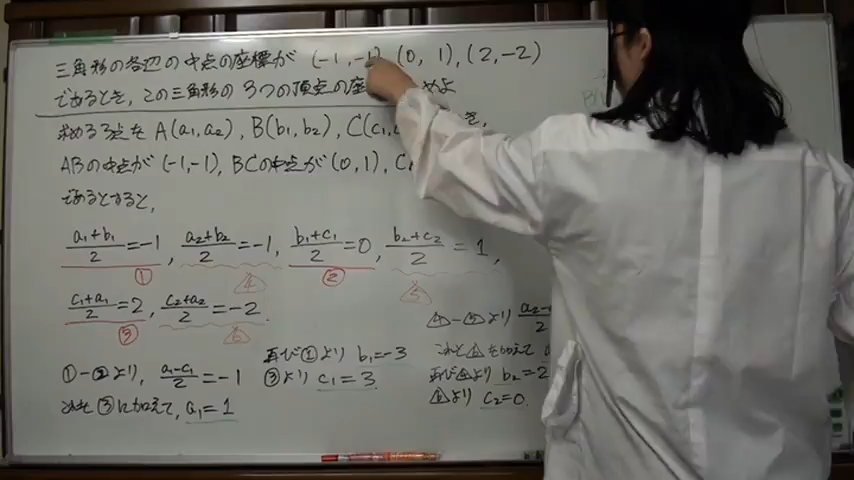 三角形の各辺の中点の座標が (-1, -1), (0, 1), (2, -2)
であるとき, この三角形の 3つの頂点の座 めよ
求める3点を A(a₁, a₂), B(b₁, b₂), C(c₁, き,
ABの中点が (-1, -1), BCの中点が (0, 1), C
であるとすると,
(a₁+b₁)/2 = -1 ①, (a₂+b₂)/2 = -1 ④, (b₁+c₁)/2 = 0 ②, (b₂+c₂)/2 = 1 ⑤,
(c₁+a₁)/2 = 2 ③, (c₂+a₂)/2 = -2 ⑥.
①-②より, (a₁-c₁)/2 = -1
これを ③に加えて, a₁=1
再び①より b₁=-3
③より c₁=3.
④-⑤より a₂-
これと⑥を加えて
再び④より b₂=2
⑥より c₂=0.